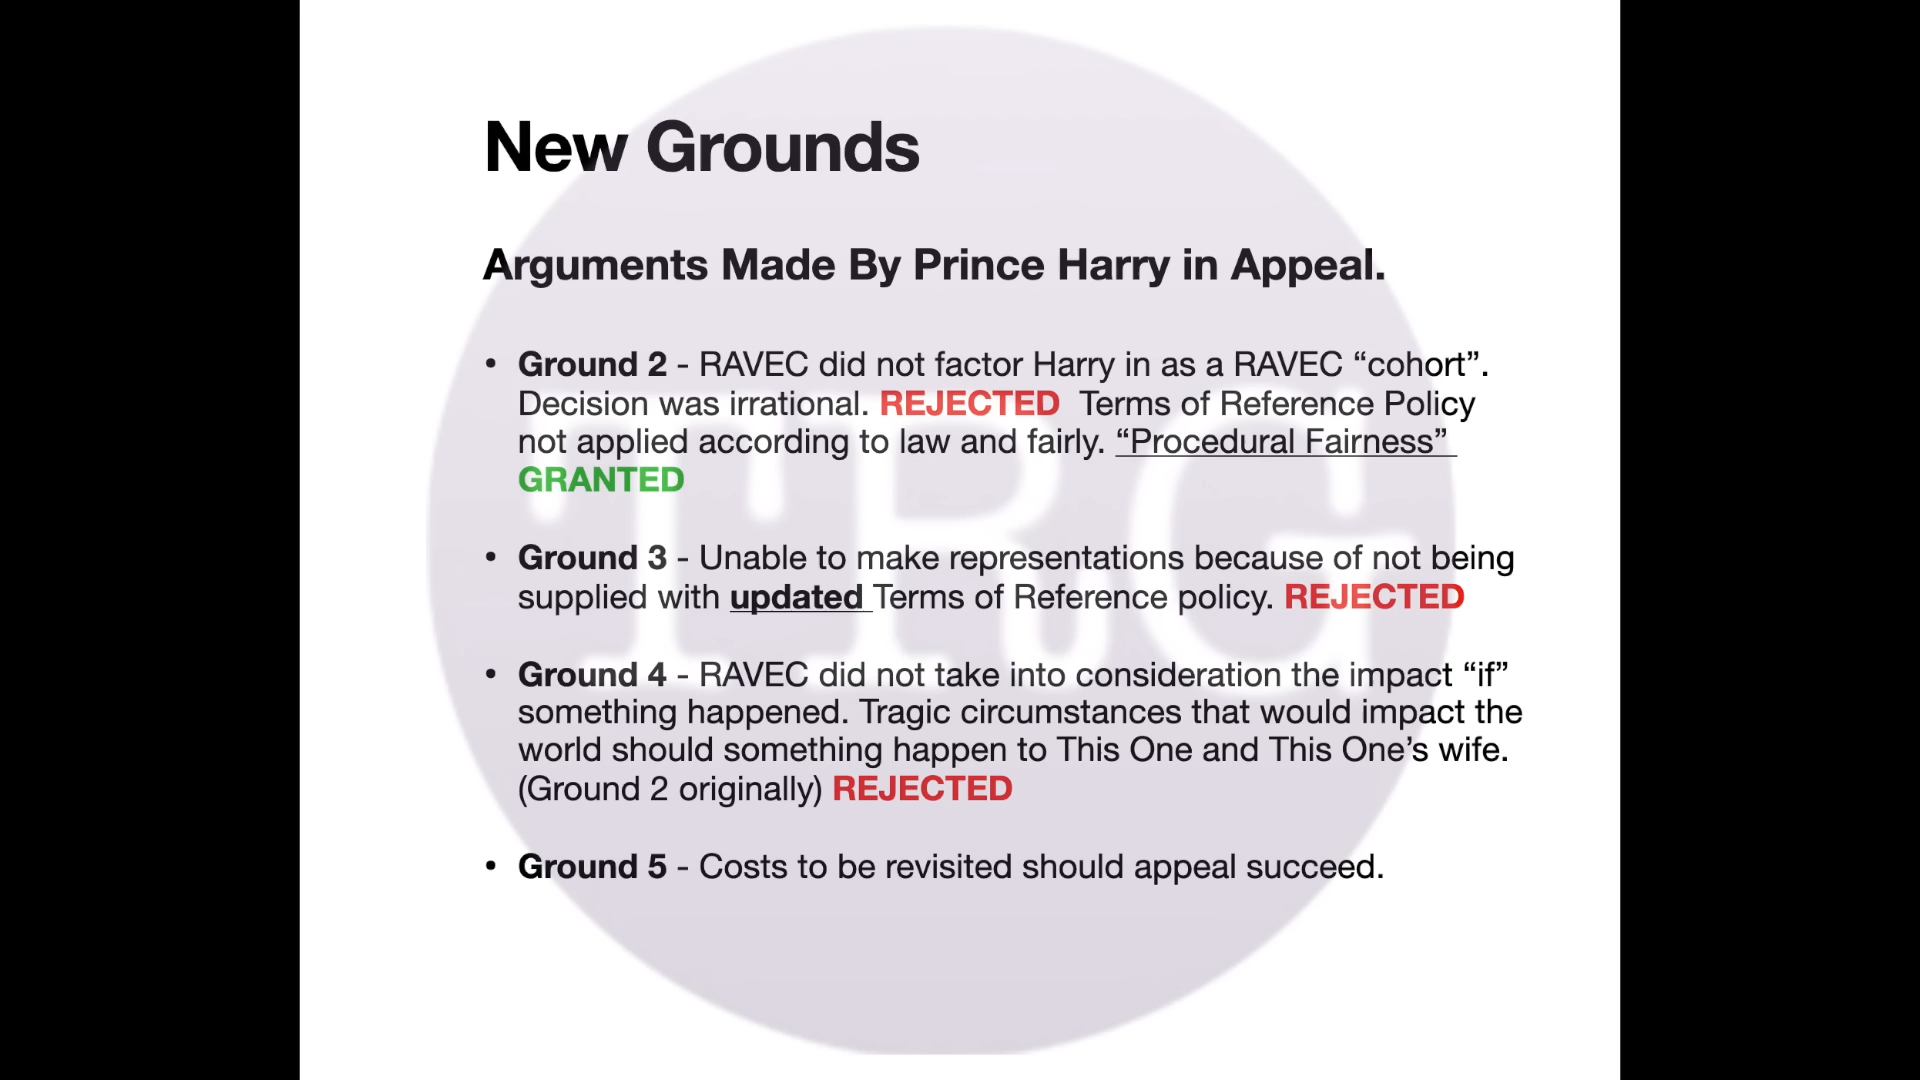 New Grounds
Arguments Made By Prince Harry in Appeal.
• Ground 2 - RAVEC did not factor Harry in as a RAVEC “cohort”.
Decision was irrational. REJECTED Terms of Reference Policy
not applied according to law and fairly. “Procedural Fairness”
GRANTED
• Ground 3 - Unable to make representations because of not being
supplied with updated Terms of Reference policy. REJECTED
• Ground 4 - RAVEC did not take into consideration the impact “if”
something happened. Tragic circumstances that would impact the
world should something happen to This One and This One’s wife.
(Ground 2 originally) REJECTED
• Ground 5 - Costs to be revisited should appeal succeed.
TRG